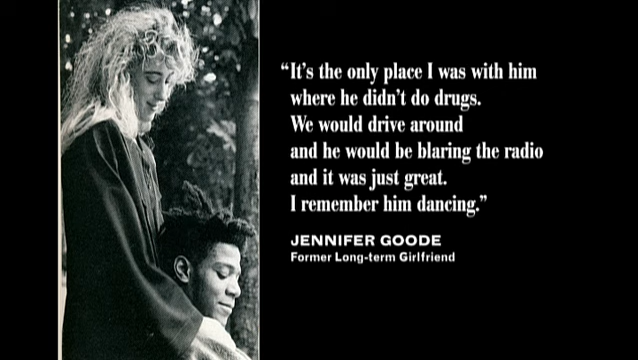 “It’s the only place I was with him
where he didn’t do drugs.
We would drive around
and he would be blaring the radio
and it was just great.
I remember him dancing.”
JENNIFER GOODE
Former Long-term Girlfriend